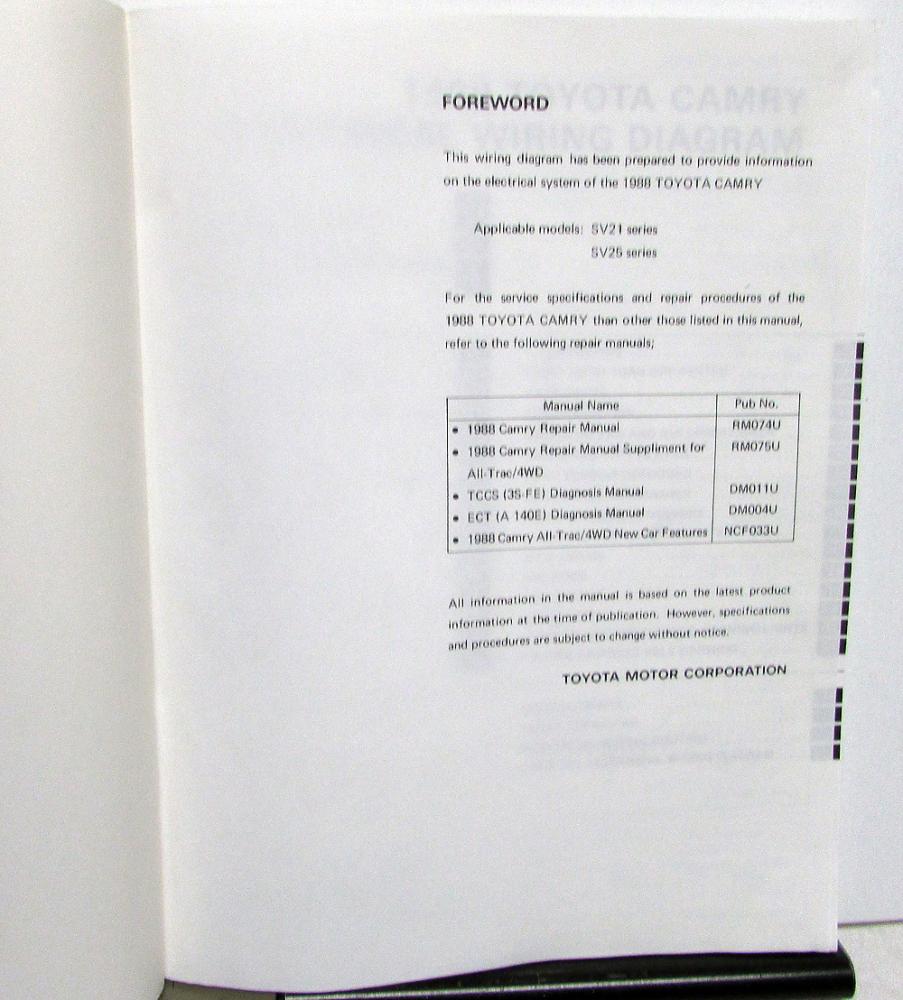 FOREWORD
This wiring diagram has been prepared to provide information
on the electrical system of the 1988 TOYOTA CAMRY
Applicable models: SV21 series
SV25 series
For the service specifications and repair procedures of the
1988 TOYOTA CAMRY than other those listed in this manual,
refer to the following repair manuals;
Manual Name Pub No.
• 1988 Camry Repair Manual RM074U
• 1988 Camry Repair Manual Suppliment for RM075U
All-Trac/4WD
• TCCS (3S-FE) Diagnosis Manual DM011U
• ECT (A 140E) Diagnosis Manual DM004U
• 1988 Camry All-Trac/4WD New Car Features NCF033U
All information in the manual is based on the latest product
information at the time of publication. However, specifications
and procedures are subject to change without notice.
TOYOTA MOTOR CORPORATION
TOYOTA CAMRY
WIRING DIAGRAM